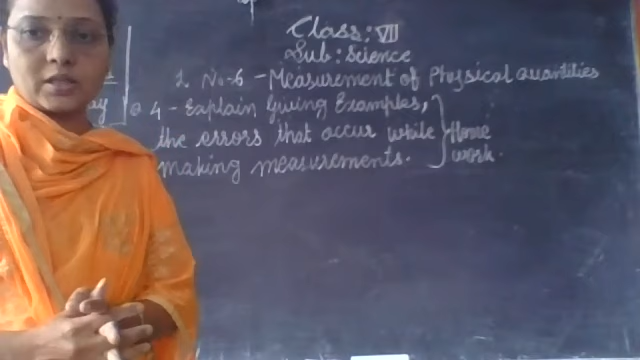 Class: VII
Sub: Science
L No-6 - Measurement of Physical Quantities
Q 4 - Explain Giving Examples,
the errors that occur while
making measurements.
Home
work.